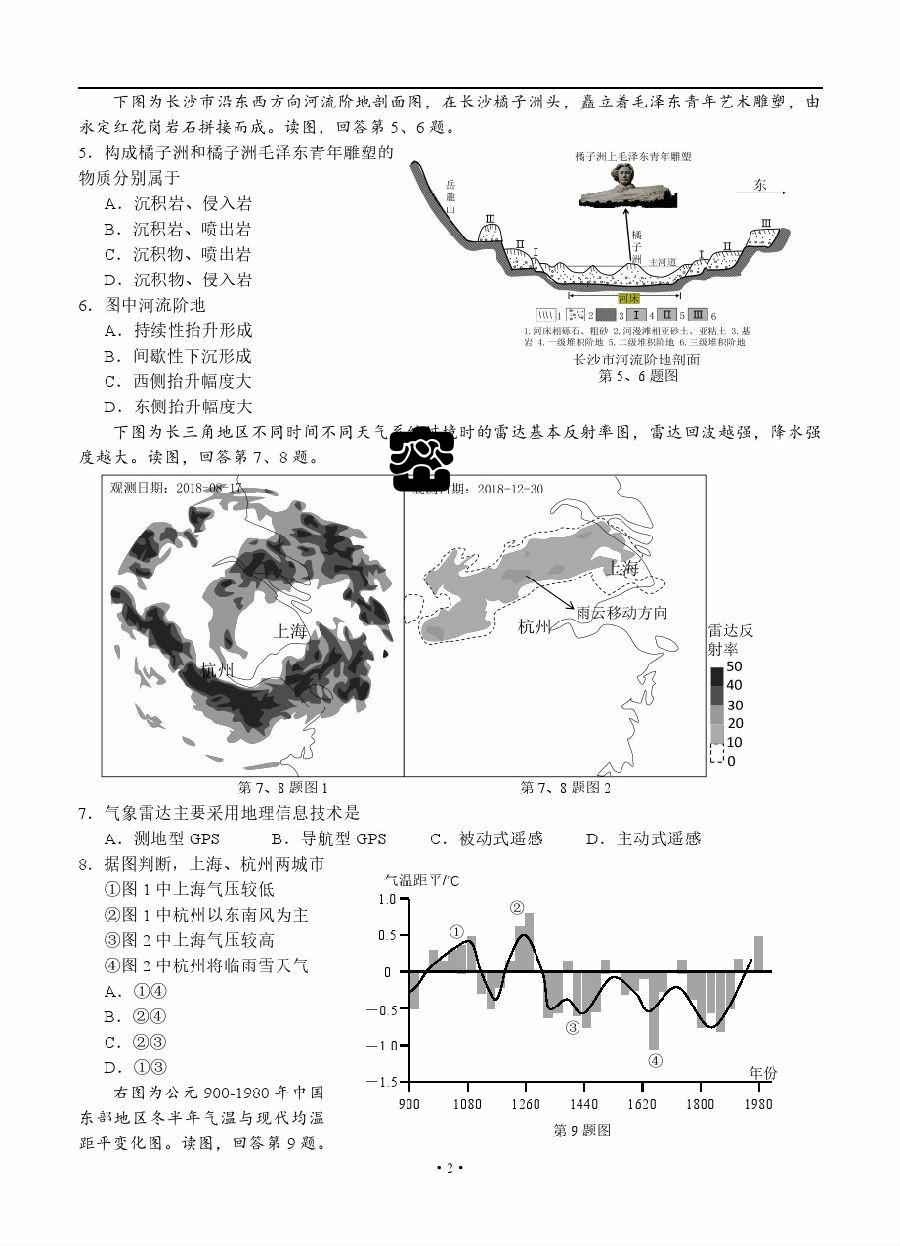 下图为长沙市沿东西方向河流阶地剖面图，在长沙橘子洲头，矗立着毛泽东青年艺术雕塑，由
永定红花岗岩石拼接而成。读图，回答第 5、6 题。
5．构成橘子洲和橘子洲毛泽东青年雕塑的
物质分别属于
A．沉积岩、侵入岩
B．沉积岩、喷出岩
C．沉积物、喷出岩
D．沉积物、侵入岩
6．图中河流阶地
A．持续性抬升形成
B．间歇性下沉形成
C．西侧抬升幅度大
D．东侧抬升幅度大
橘子洲上毛泽东青年雕塑
岳麓山
东
Ⅲ
Ⅱ
Ⅰ
橘子洲
主河道
Ⅰ
Ⅱ
Ⅲ
河床
1 2 3 Ⅰ 4 Ⅱ 5 Ⅲ 6
1.河床相砾石、粗砂 2.河漫滩相亚砂土、亚粘土 3.基
岩 4.一级堆积阶地 5.二级堆积阶地 6.三级堆积阶地
长沙市河流阶地剖面
第 5、6 题图
下图为长三角地区不同时间不同天气系统过境时的雷达基本反射率图，雷达回波越强，降水强
度越大。读图，回答第 7、8 题。
观测日期：2018-08-17
上海
杭州
观测日期：2018-12-30
上海
雨云移动方向
杭州
雷达反
射率
50
40
30
20
10
0
第 7、8 题图 1
第 7、8 题图 2
7．气象雷达主要采用地理信息技术是
A．测地型 GPS B．导航型 GPS C．被动式遥感 D．主动式遥感
8．据图判断，上海、杭州两城市
①图 1 中上海气压较低
②图 1 中杭州以东南风为主
③图 2 中上海气压较高
④图 2 中杭州将临雨雪天气
A．①④
B．②④
C．②③
D．①③
右图为公元 900-1980 年中国
东部地区冬半年气温与现代均温
距平变化图。读图，回答第 9 题。
气温距平/℃
1.0
0.5
0
-0.5
-1.0
-1.5
①
②
③
④
年份
900 1080 1260 1440 1620 1800 1980
第 9 题图
· 2 ·